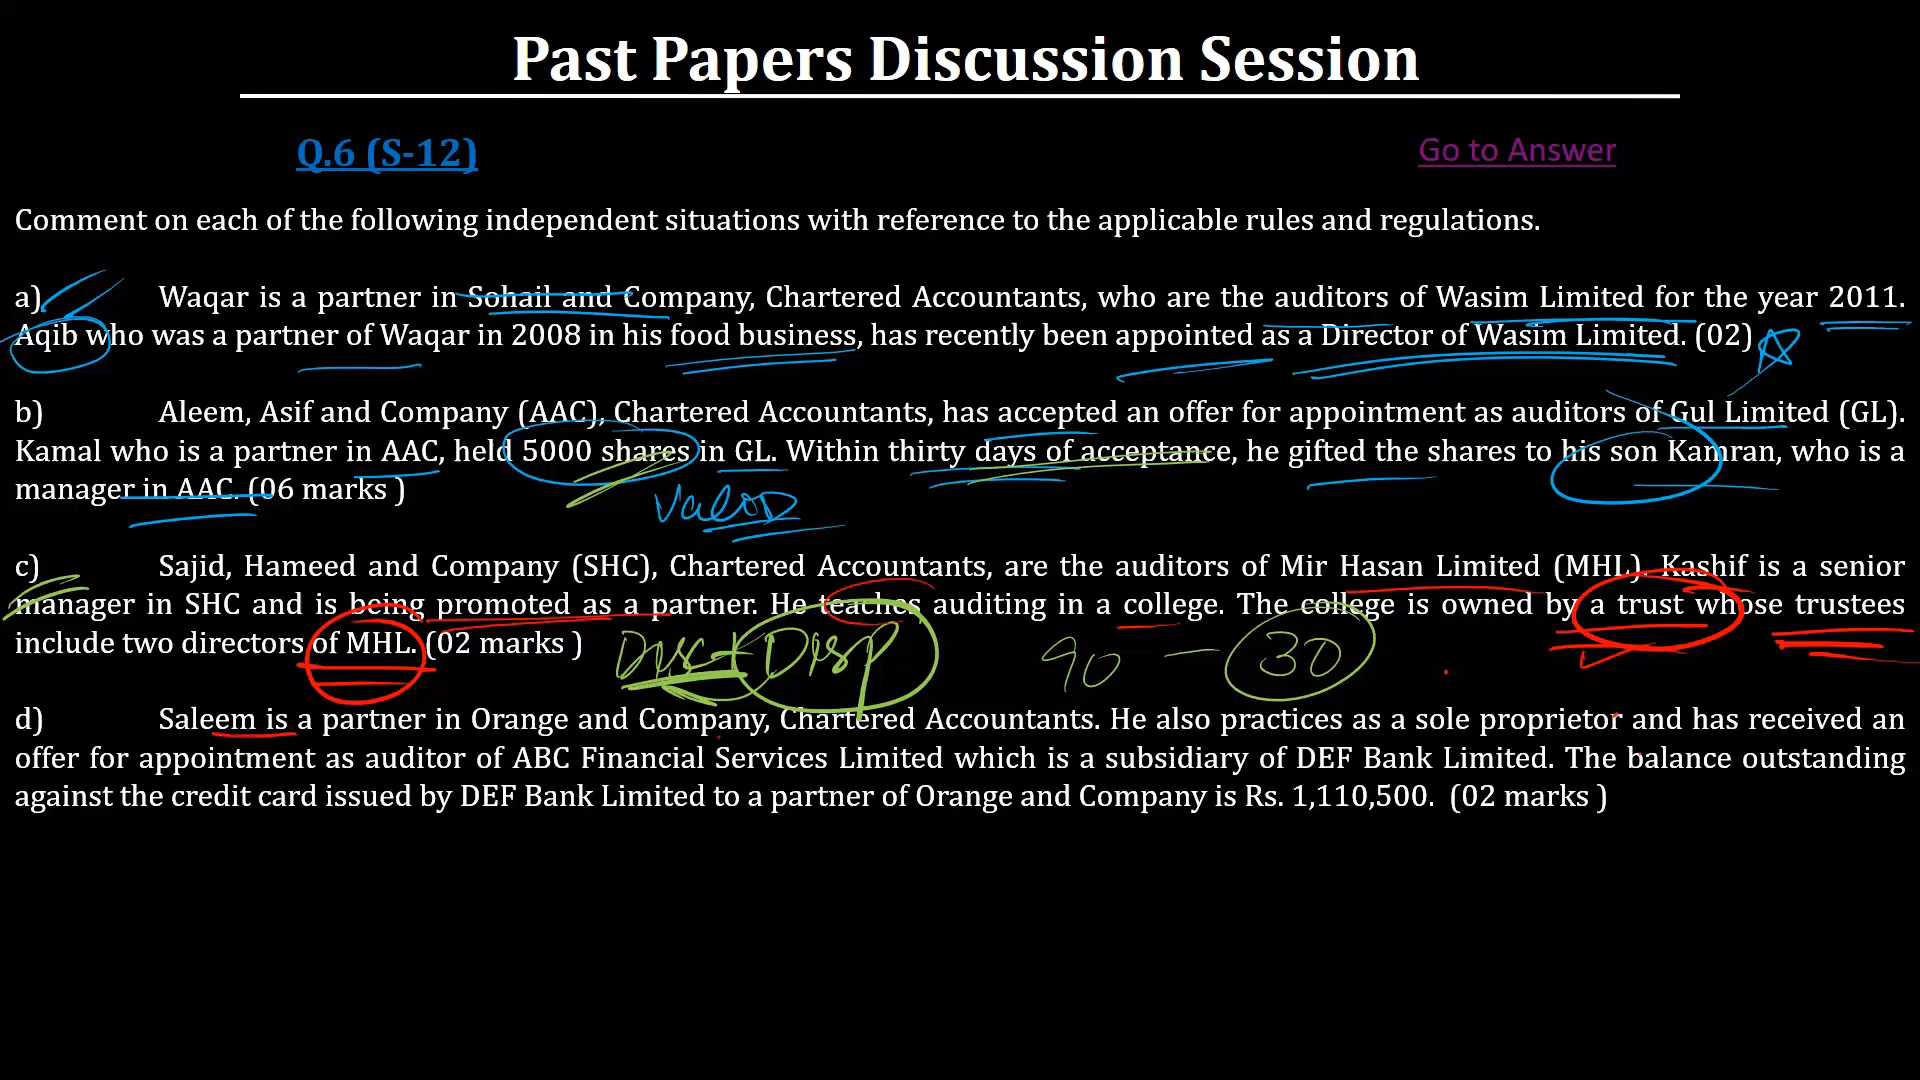 Past Papers Discussion Session
Q.6 (S-12)
Go to Answer
Comment on each of the following independent situations with reference to the applicable rules and regulations.
a) Waqar is a partner in Sohail and Company, Chartered Accountants, who are the auditors of Wasim Limited for the year 2011.
Aqib who was a partner of Waqar in 2008 in his food business, has recently been appointed as a Director of Wasim Limited. (02)
b) Aleem, Asif and Company (AAC), Chartered Accountants, has accepted an offer for appointment as auditors of Gul Limited (GL).
Kamal who is a partner in AAC, held 5000 shares in GL. Within thirty days of acceptance, he gifted the shares to his son Kamran, who is a
manager in AAC. (06 marks )
c) Sajid, Hameed and Company (SHC), Chartered Accountants, are the auditors of Mir Hasan Limited (MHL). Kashif is a senior
manager in SHC and is being promoted as a partner. He teaches auditing in a college. The college is owned by a trust whose trustees
include two directors of MHL. (02 marks )
Disc + Disp 90 - 30
d) Saleem is a partner in Orange and Company, Chartered Accountants. He also practices as a sole proprietor and has received an
offer for appointment as auditor of ABC Financial Services Limited which is a subsidiary of DEF Bank Limited. The balance outstanding
against the credit card issued by DEF Bank Limited to a partner of Orange and Company is Rs. 1,110,500. (02 marks )